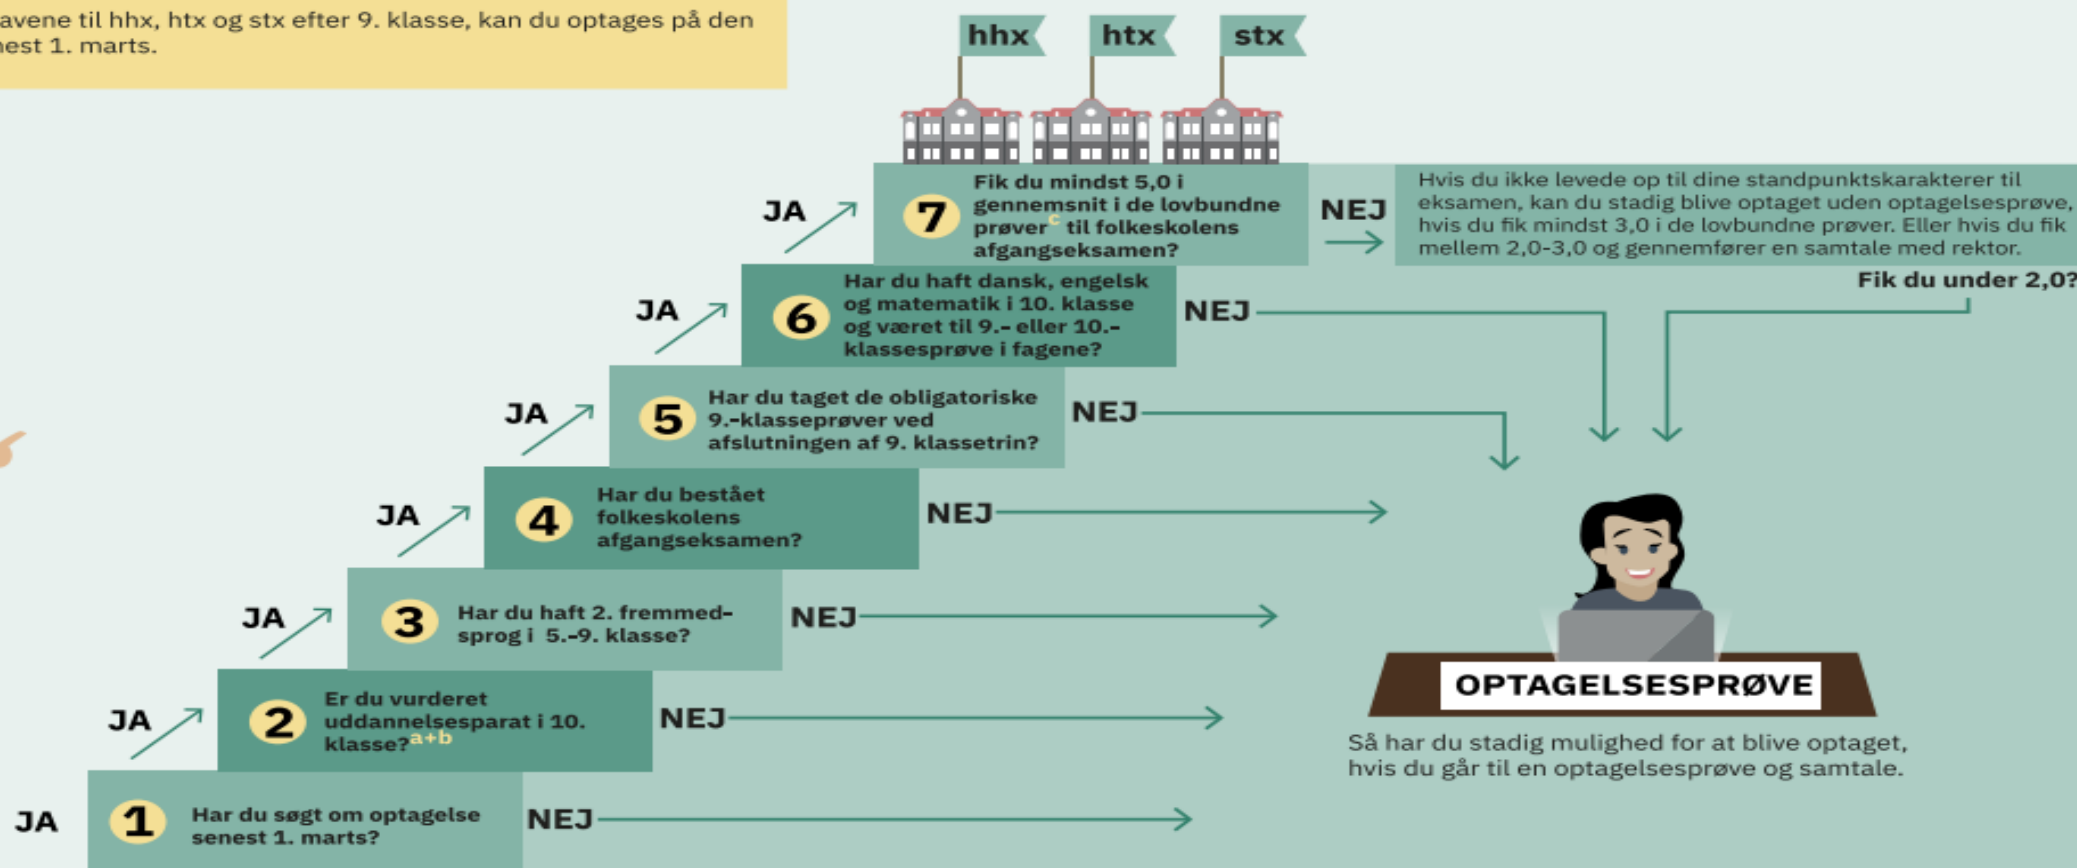 avene til hhx, htx og stx efter 9. klasse, kan du optages på den
nest 1. marts.
hhx
htx
stx
JA
7
Fik du mindst 5,0 i
gennemsnit i de lovbundne
prøver c til folkeskolens
afgangseksamen?
NEJ
Hvis du ikke levede op til dine standpunktskarakterer til
eksamen, kan du stadig blive optaget uden optagelsesprøve,
hvis du fik mindst 3,0 i de lovbundne prøver. Eller hvis du fik
mellem 2,0-3,0 og gennemfører en samtale med rektor.
Fik du under 2,0?
JA
6
Har du haft dansk, engelsk
og matematik i 10. klasse
og været til 9.- eller 10.-
klassesprøve i fagene?
NEJ
JA
5
Har du taget de obligatoriske
9.-klasseprøver ved
afslutningen af 9. klassetrin?
NEJ
JA
4
Har du bestået
folkeskolens
afgangseksamen?
NEJ
JA
3
Har du haft 2. fremmed-
sprog i 5.-9. klasse?
NEJ
JA
2
Er du vurderet
uddannelsesparat i 10.
klasse? a+b
NEJ
JA
1
Har du søgt om optagelse
senest 1. marts?
NEJ
OPTAGELSESPRØVE
Så har du stadig mulighed for at blive optaget,
hvis du går til en optagelsesprøve og samtale.